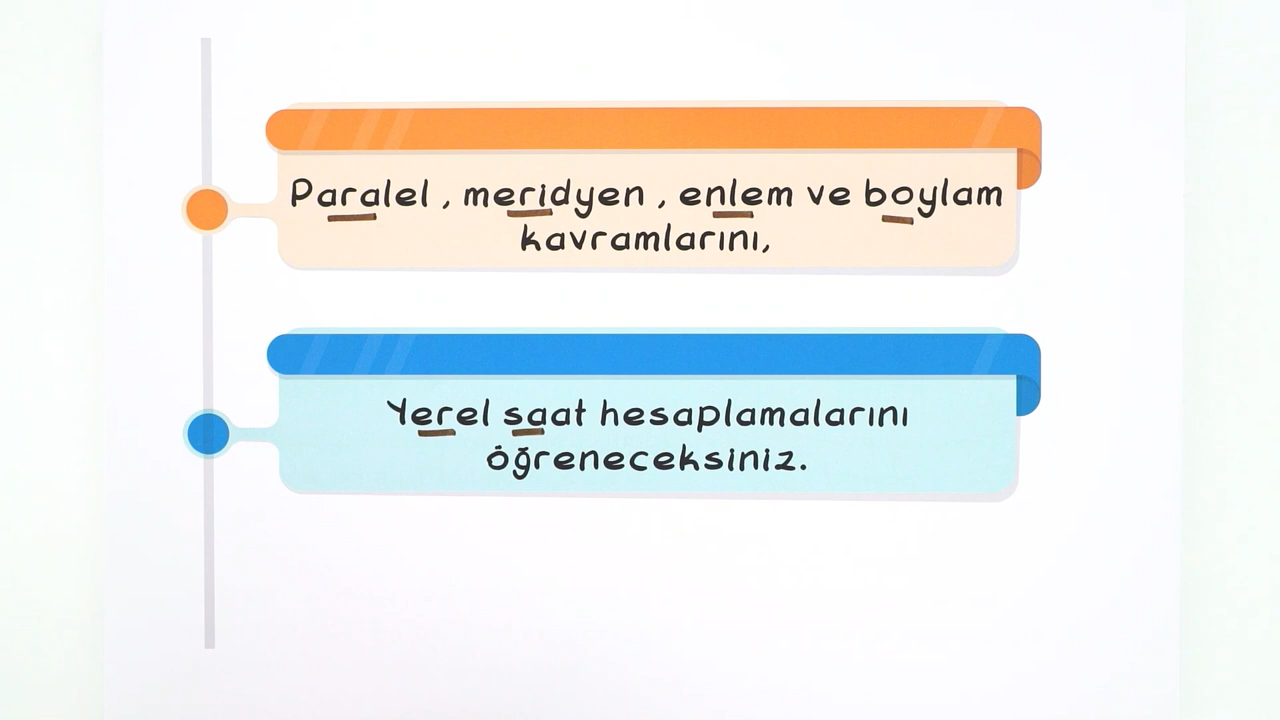 Paralel , meridyen , enlem ve boylam
kavramlarını,
Yerel saat hesaplamalarını
öğreneceksiniz.